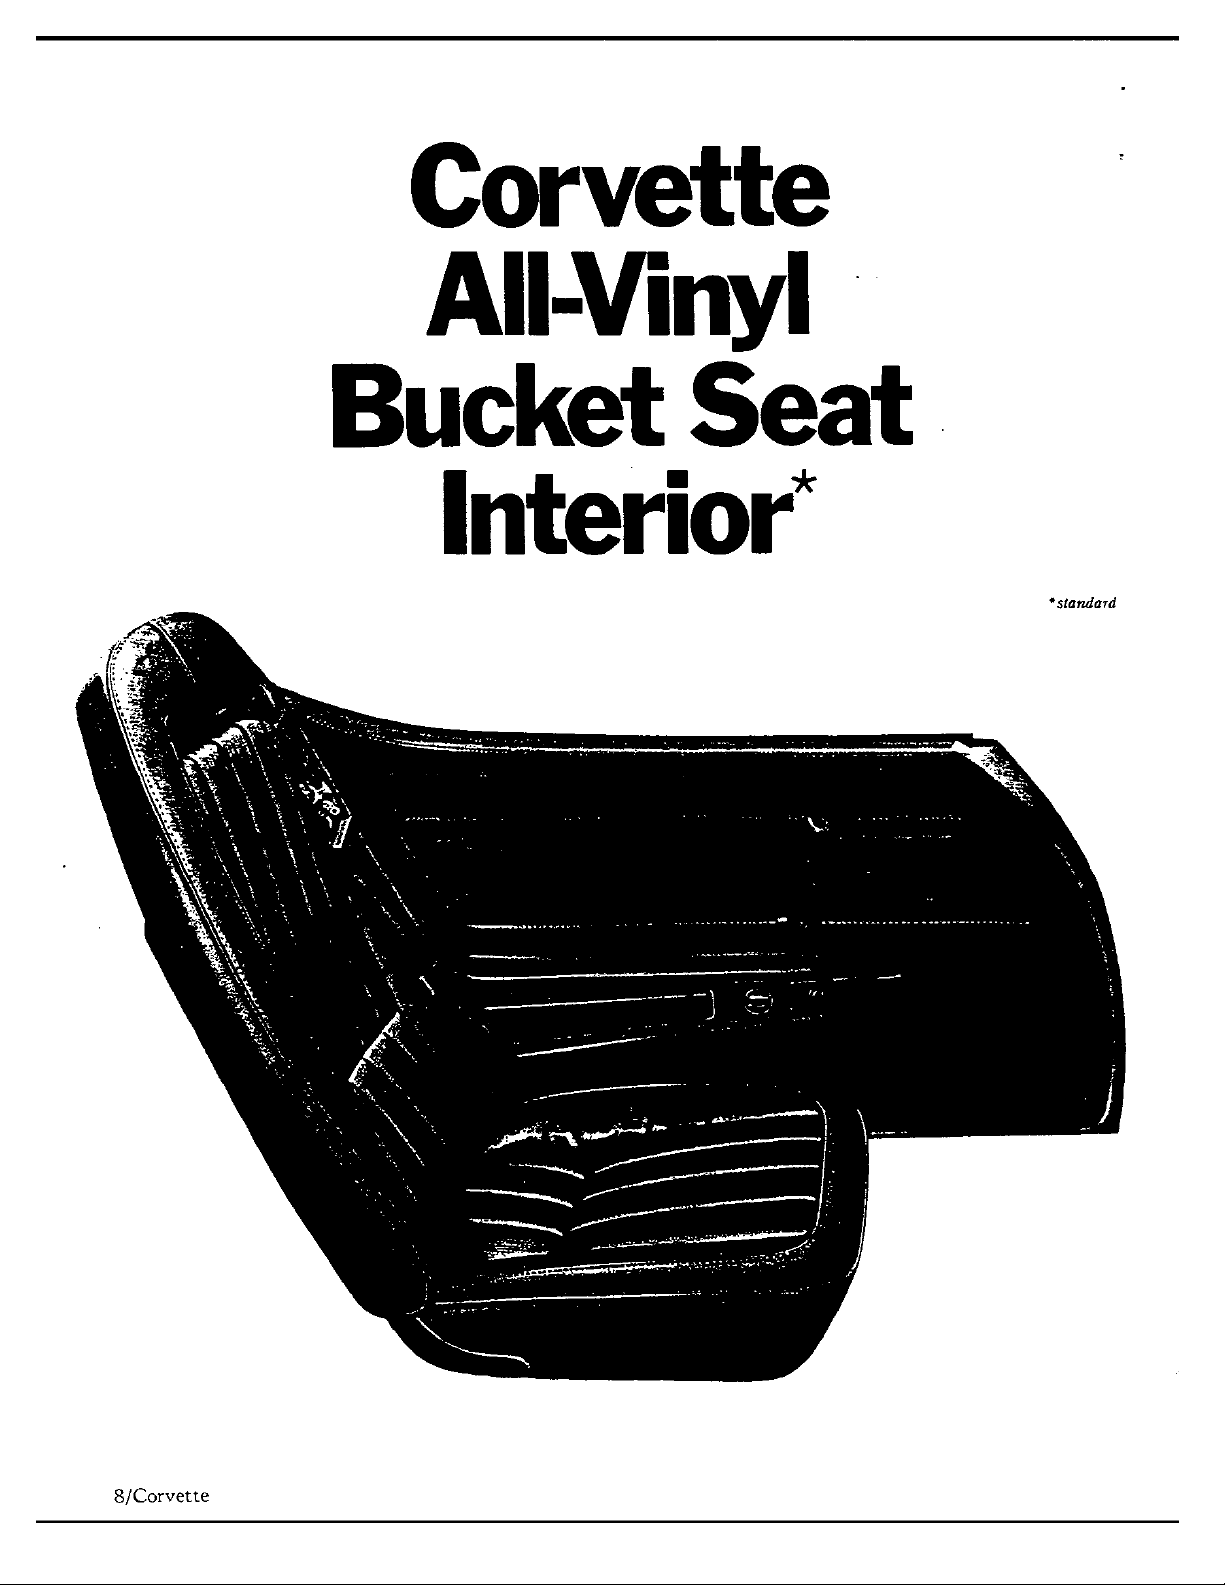 Corvette
All-Vinyl
Bucket Seat
Interior*
*standard
8/Corvette